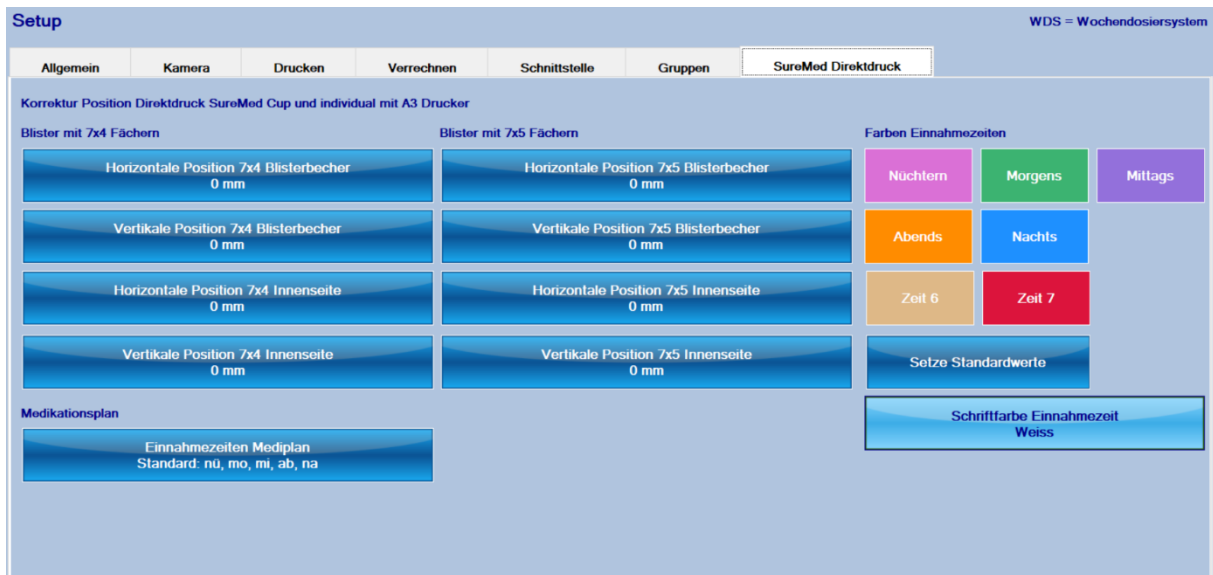 Setup
WDS = Wochendosiersystem
Allgemein
Kamera
Drucken
Verrechnen
Schnittstelle
Gruppen
SureMed Direktdruck
Korrektur Position Direktdruck SureMed Cup und individual mit A3 Drucker
Blister mit 7x4 Fächern
Horizontale Position 7x4 Blisterbecher
0 mm
Vertikale Position 7x4 Blisterbecher
0 mm
Horizontale Position 7x4 Innenseite
0 mm
Vertikale Position 7x4 Innenseite
0 mm
Blister mit 7x5 Fächern
Horizontale Position 7x5 Blisterbecher
0 mm
Vertikale Position 7x5 Blisterbecher
0 mm
Horizontale Position 7x5 Innenseite
0 mm
Vertikale Position 7x5 Innenseite
0 mm
Farben Einnahmezeiten
Nüchtern
Morgens
Mittags
Abends
Nachts
Zeit 6
Zeit 7
Setze Standardwerte
Schriftfarbe Einnahmezeit
Weiss
Medikationsplan
Einnahmezeiten Mediplan
Standard: nü, mo, mi, ab, na